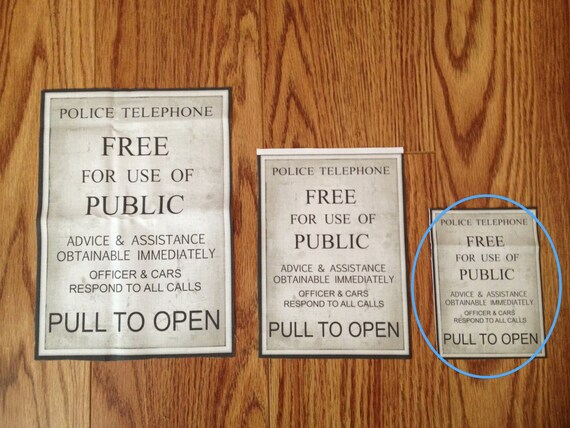 POLICE TELEPHONE
FREE
FOR USE OF
PUBLIC
ADVICE & ASSISTANCE
OBTAINABLE IMMEDIATELY
OFFICER & CARS
RESPOND TO ALL CALLS
PULL TO OPEN
POLICE TELEPHONE
FREE
FOR USE OF
PUBLIC
ADVICE & ASSISTANCE
OBTAINABLE IMMEDIATELY
OFFICER & CARS
RESPOND TO ALL CALLS
PULL TO OPEN
POLICE TELEPHONE
FREE
FOR USE OF
PUBLIC
ADVICE & ASSISTANCE
OBTAINABLE IMMEDIATELY
OFFICER & CARS
RESPOND TO ALL CALLS
PULL TO OPEN